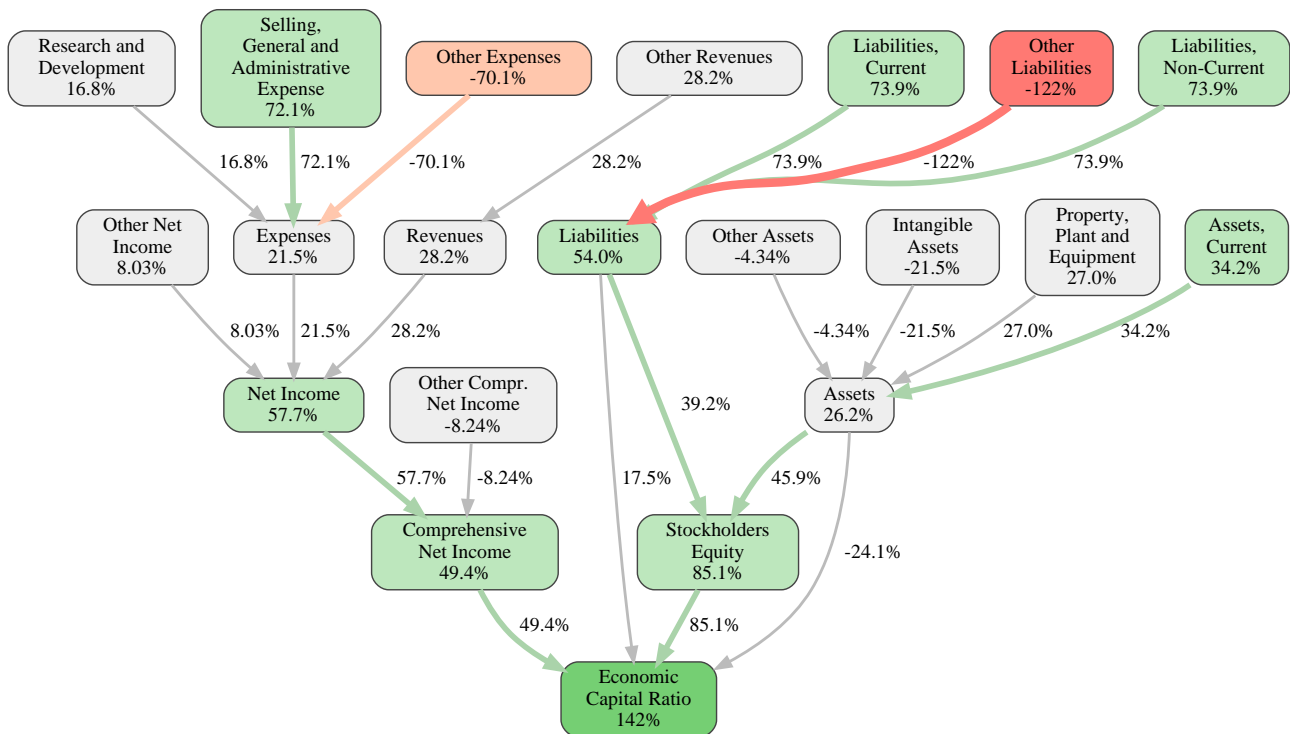 Research and
Development
16.8%
Selling,
General and
Administrative
Expense
72.1%
Other Expenses
-70.1%
Other Revenues
28.2%
Liabilities,
Current
73.9%
Other
Liabilities
-122%
Liabilities,
Non-Current
73.9%
16.8%
72.1%
-70.1%
28.2%
73.9%
-122%
73.9%
Other Net
Income
8.03%
Expenses
21.5%
Revenues
28.2%
Liabilities
54.0%
Other Assets
-4.34%
Intangible
Assets
-21.5%
Property,
Plant and
Equipment
27.0%
Assets,
Current
34.2%
8.03%
21.5%
28.2%
-4.34%
-21.5%
27.0%
34.2%
Net Income
57.7%
Other Compr.
Net Income
-8.24%
39.2%
Assets
26.2%
57.7%
-8.24%
17.5%
45.9%
Comprehensive
Net Income
49.4%
Stockholders
Equity
85.1%
-24.1%
49.4%
85.1%
Economic
Capital Ratio
142%